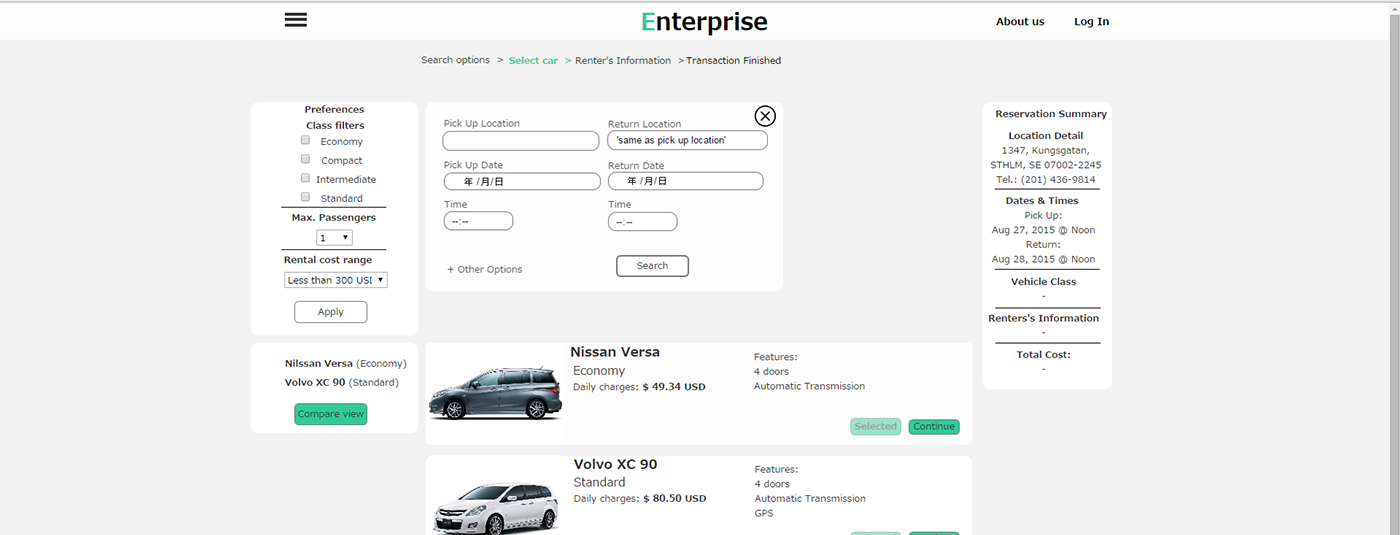 Enterprise
About us
Log In
Search options > Select car > Renter's Information >Transaction Finished
Preferences
Class filters
Economy
Compact
Intermediate
Standard
Max. Passengers
1
Rental cost range
Less than 300 USI
Apply
Nilssan Versa (Economy)
Volvo XC 90 (Standard)
Compare view
Pick Up Location
Return Location
'same as pick up location'
Pick Up Date
Return Date
年 /月/日
年 /月/日
Time
Time
--:--
--:--
+ Other Options
Search
Nissan Versa
Economy
Daily charges: $ 49.34 USD
Features:
4 doors
Automatic Transmission
Selected
Continue
Volvo XC 90
Standard
Daily charges: $ 80.50 USD
Features:
4 doors
Automatic Transmission
GPS
Reservation Summary
Location Detail
1347, Kungsgatan,
STHLM, SE 07002-2245
Tel.: (201) 436-9814
Dates & Times
Pick Up:
Aug 27, 2015 @ Noon
Return:
Aug 28, 2015 @ Noon
Vehicle Class
-
Renters's Information
-
Total Cost:
-